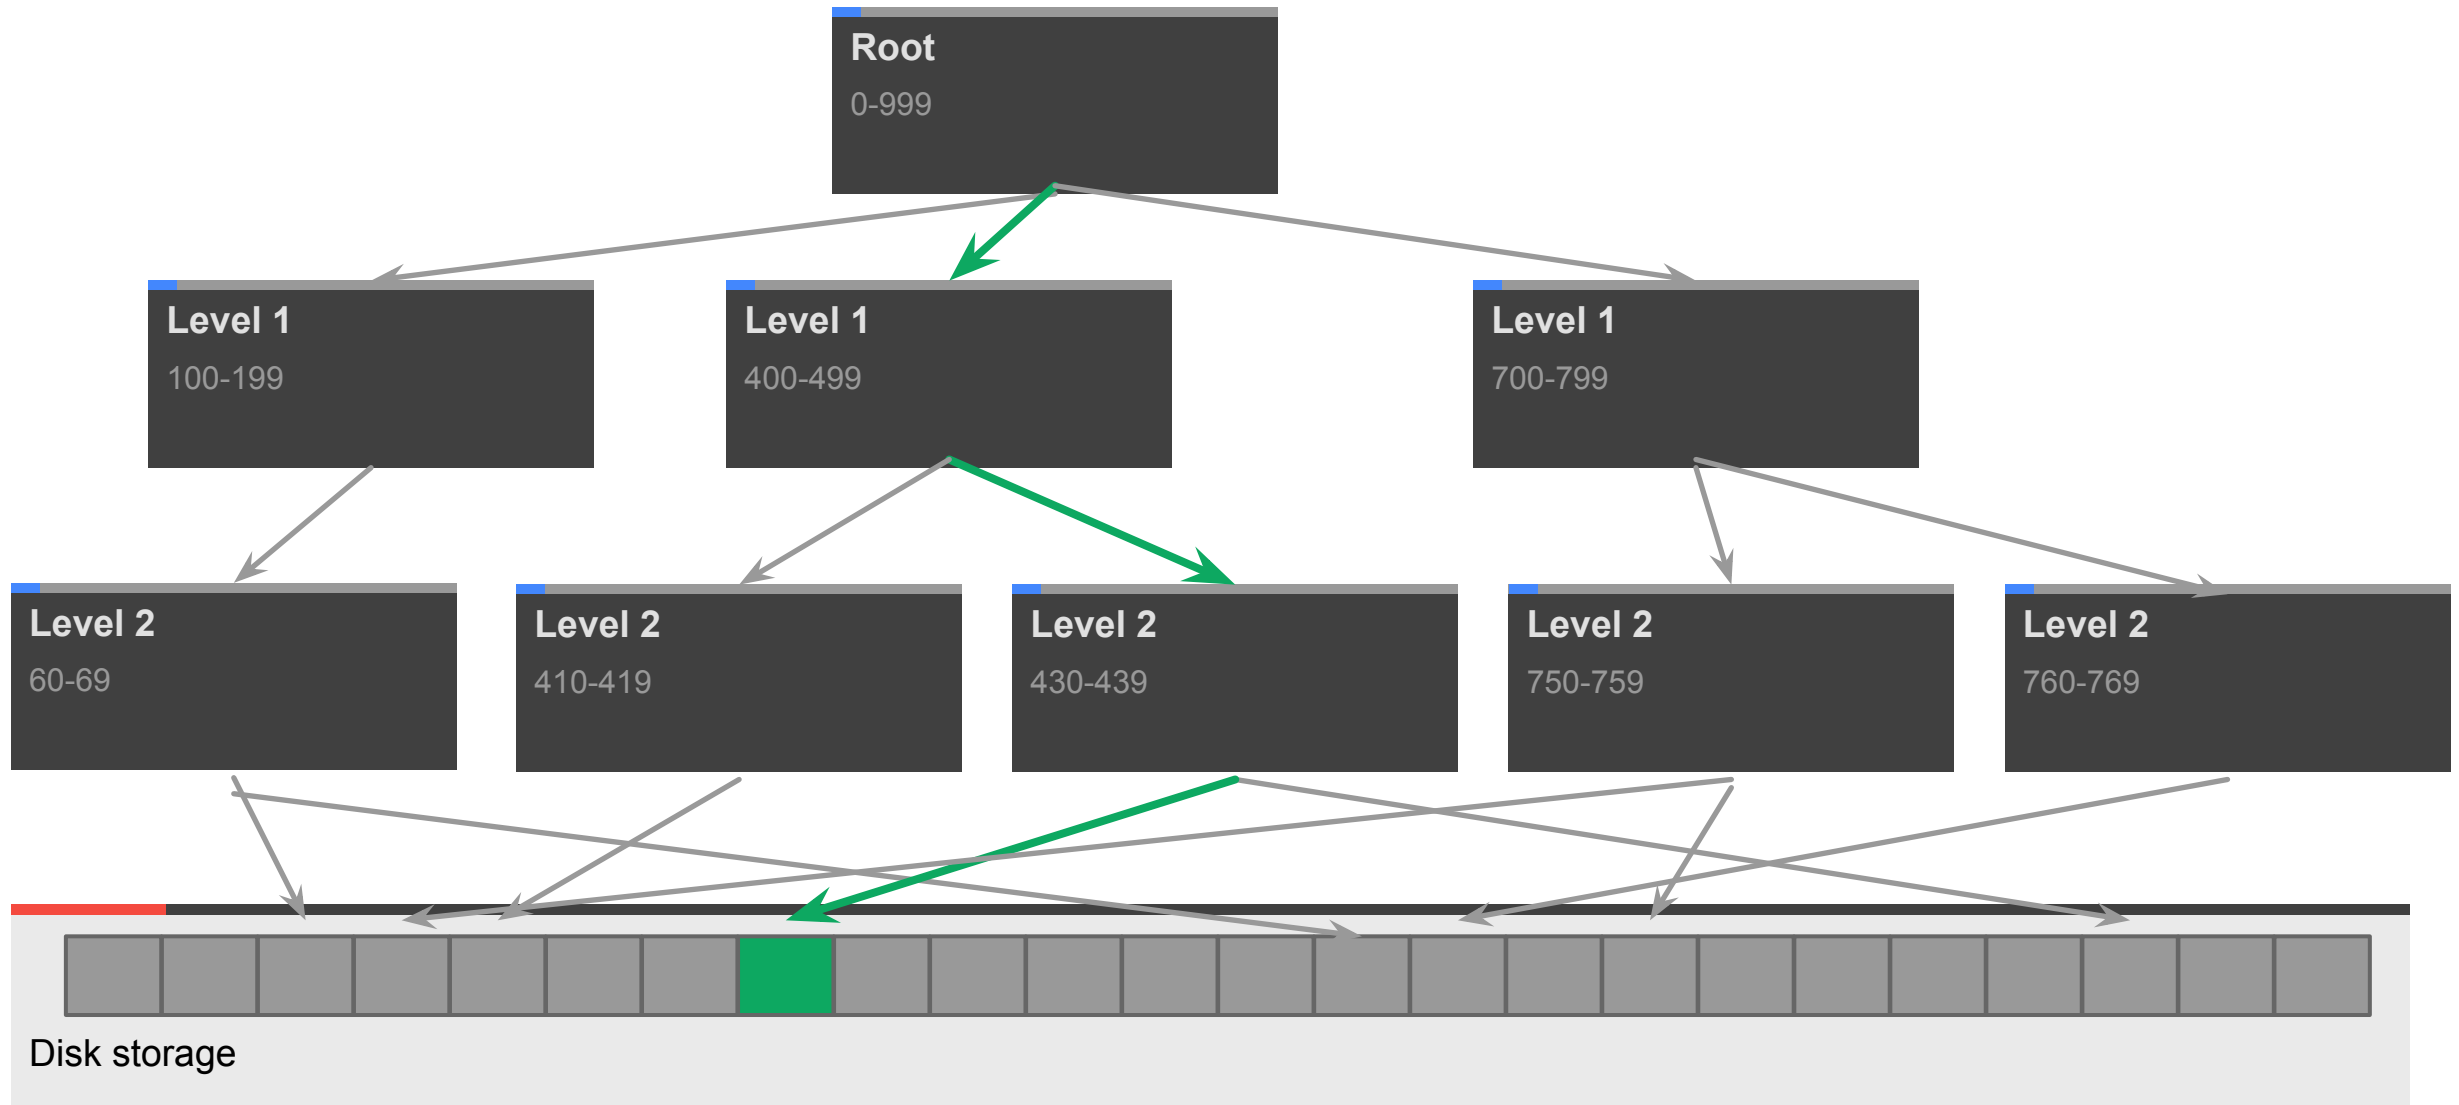 Root
0-999
Level 1
100-199
Level 1
400-499
Level 1
700-799
Level 2
60-69
Level 2
410-419
Level 2
430-439
Level 2
750-759
Level 2
760-769
Disk storage